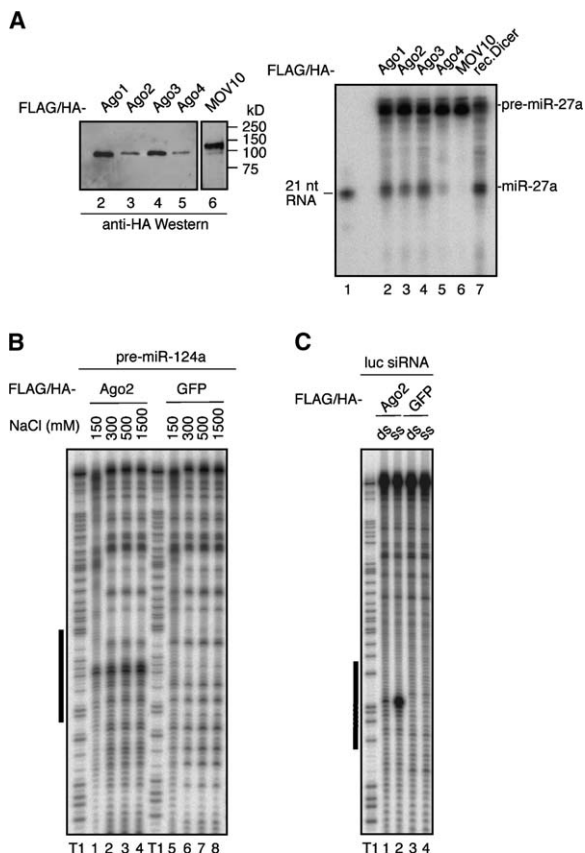 A
FLAG/HA-
Ago1
Ago2
Ago3
Ago4
MOV10
kD
250
150
100
75
2 3 4 5 6
anti-HA Western
FLAG/HA-
Ago1
Ago2
Ago3
Ago4
MOV10
rec.Dicer
-pre-miR-27a
21 nt
RNA
-miR-27a
1 2 3 4 5 6 7
B
pre-miR-124a
FLAG/HA- Ago2 GFP
NaCl (mM) 150 300 500 1500 150 300 500 1500
T1 1 2 3 4 T1 5 6 7 8
C
luc siRNA
FLAG/HA- Ago2 GFP
ds ss ds ss
T1 1 2 3 4